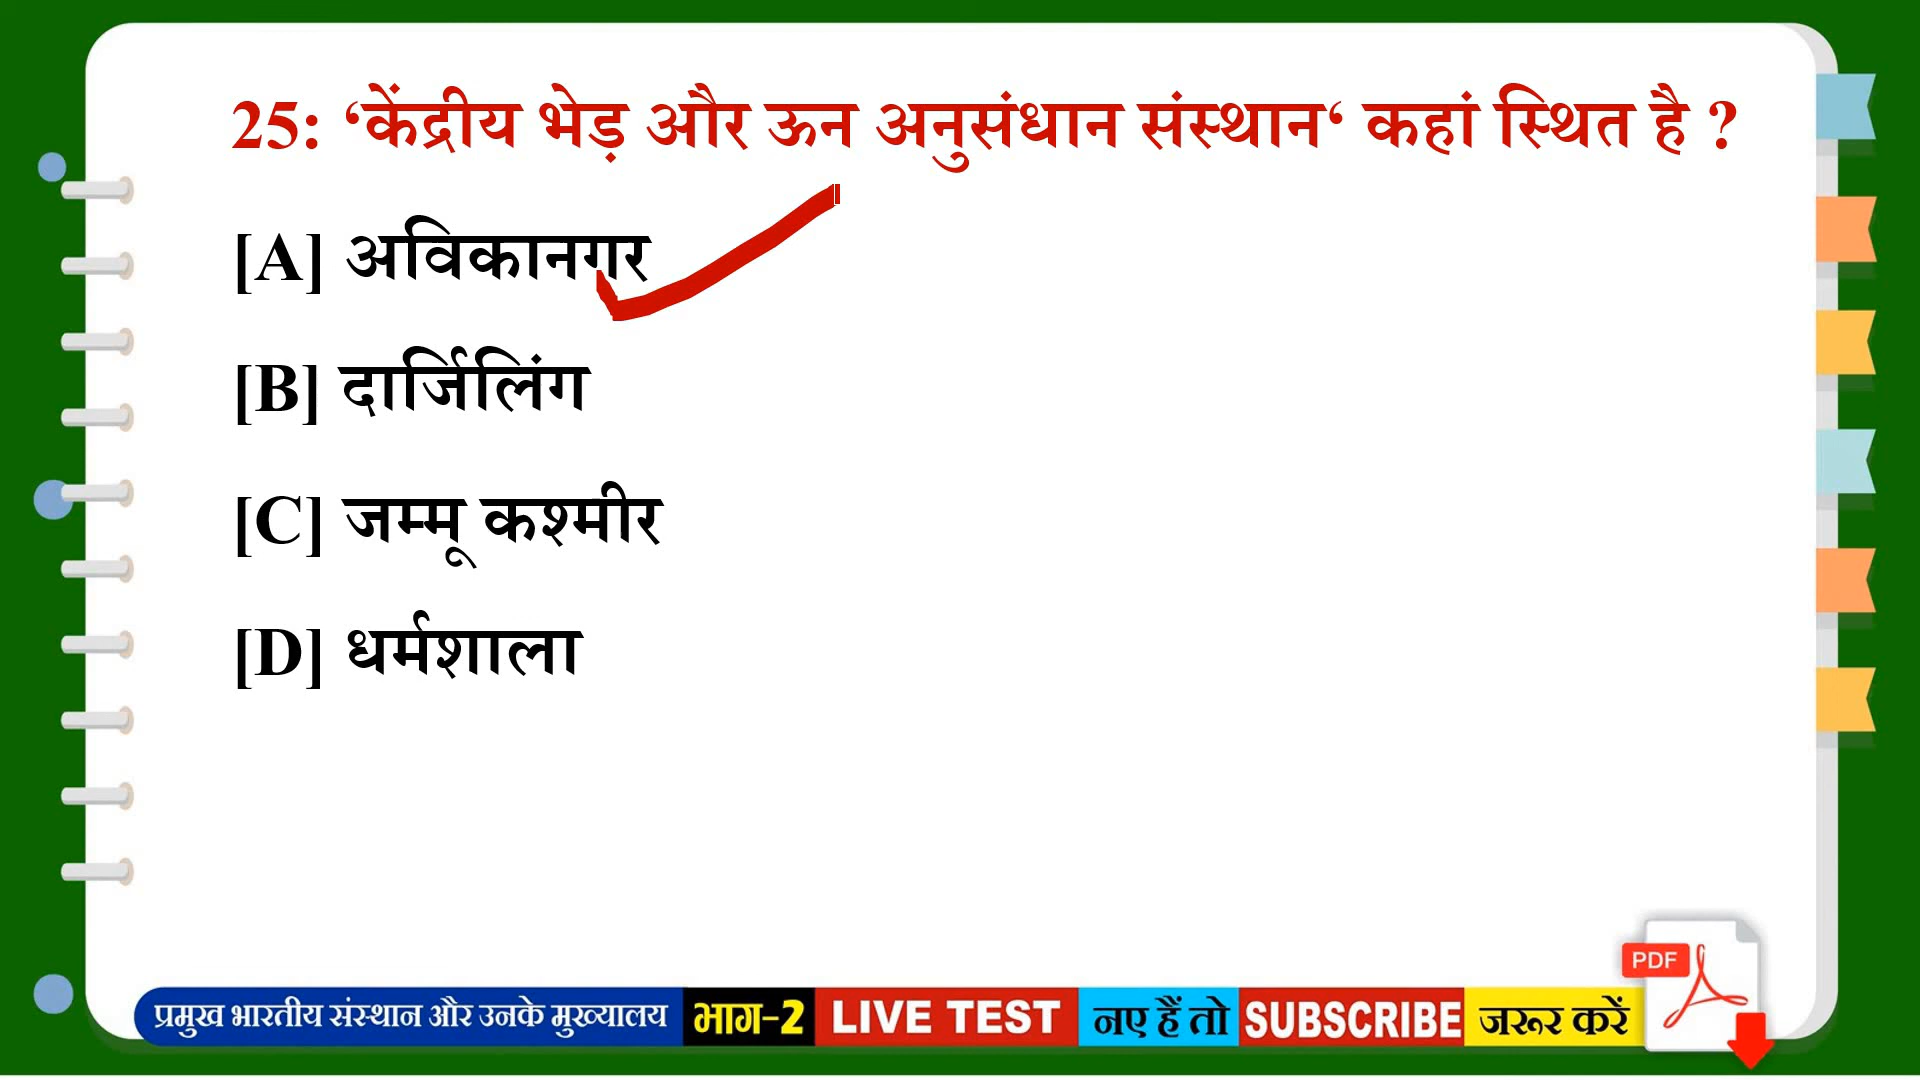 25: ‘केंद्रीय भेड़ और ऊन अनुसंधान संस्थान‘ कहां स्थित है ?
[A] अविकानगर
[B] दार्जिलिंग
[C] जम्मू कश्मीर
[D] धर्मशाला
PDF
प्रमुख भारतीय संस्थान और उनके मुख्यालय भाग-2 LIVE TEST नए हैं तो SUBSCRIBE जरूर करें